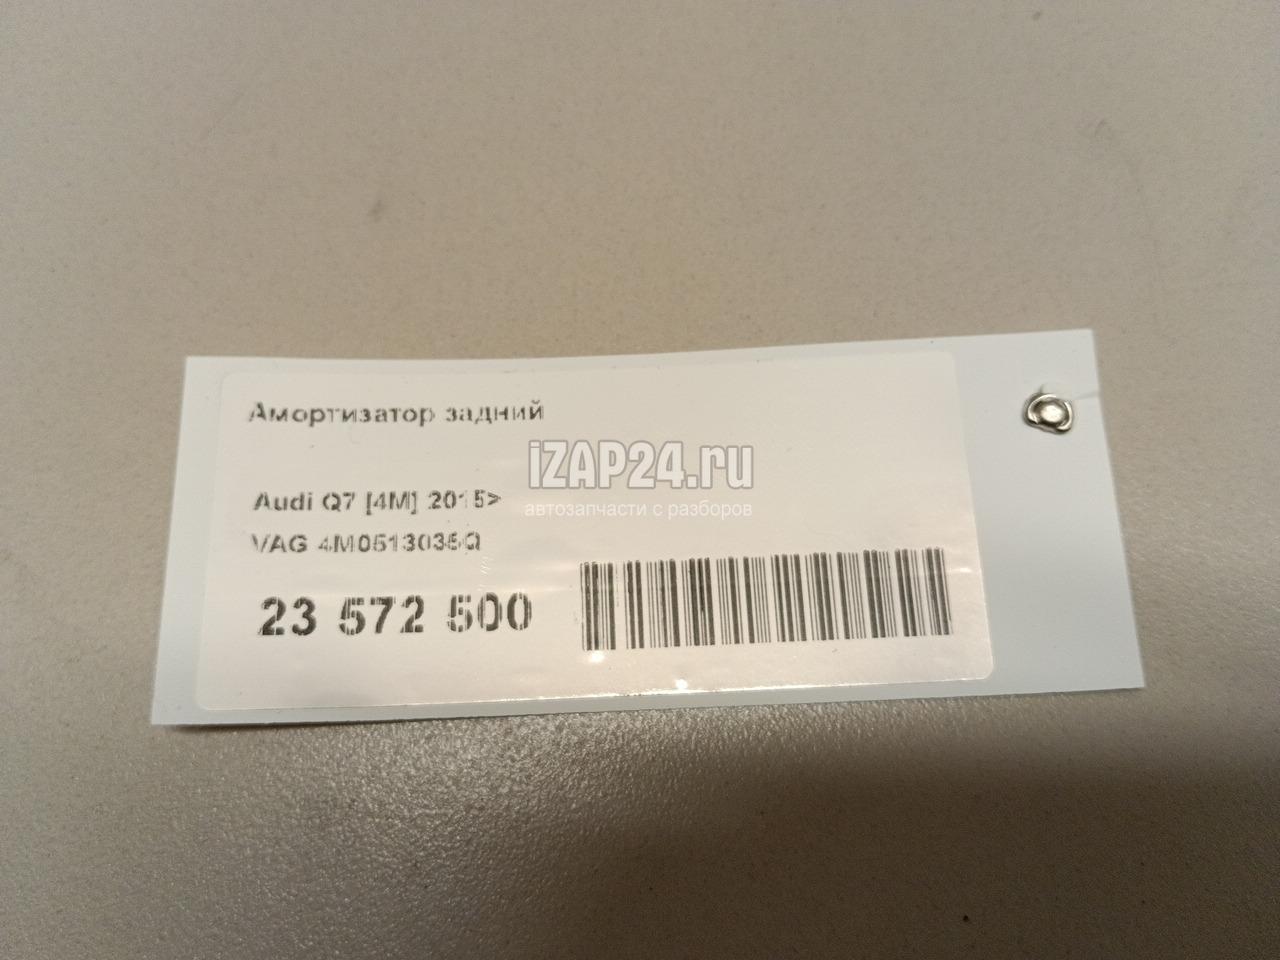 Амортизатор задний
iZAP24.ru
автозапчасти с разборов
Audi Q7 [4M] 2015>
VAG 4M0513035Q
23 572 500